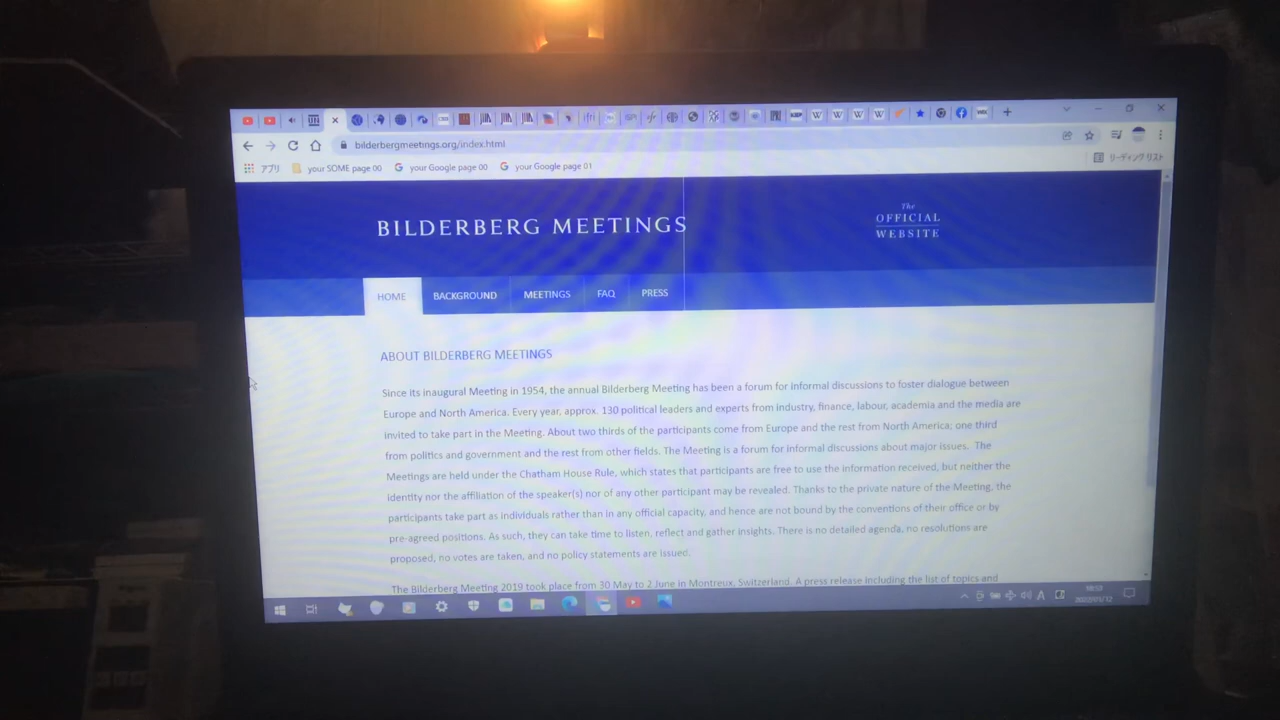 bilderbergmeetings.org/index.html
アプリ your SOME page 00 your Google page 00 your Google page 01 リーディング リスト
BILDERBERG MEETINGS
The
OFFICIAL
WEBSITE
HOME BACKGROUND MEETINGS FAQ PRESS
ABOUT BILDERBERG MEETINGS
Since its inaugural Meeting in 1954, the annual Bilderberg Meeting has been a forum for informal discussions to foster dialogue between
Europe and North America. Every year, approx. 130 political leaders and experts from industry, finance, labour, academia and the media are
invited to take part in the Meeting. About two thirds of the participants come from Europe and the rest from North America; one third
from politics and government and the rest from other fields. The Meeting is a forum for informal discussions about major issues. The
Meetings are held under the Chatham House Rule, which states that participants are free to use the information received, but neither the
identity nor the affiliation of the speaker(s) nor of any other participant may be revealed. Thanks to the private nature of the Meeting, the
participants take part as individuals rather than in any official capacity, and hence are not bound by the conventions of their office or by
pre-agreed positions. As such, they can take time to listen, reflect and gather insights. There is no detailed agenda, no resolutions are
proposed, no votes are taken, and no policy statements are issued.
The Bilderberg Meeting 2019 took place from 30 May to 2 June in Montreux, Switzerland. A press release including the list of topics and
A